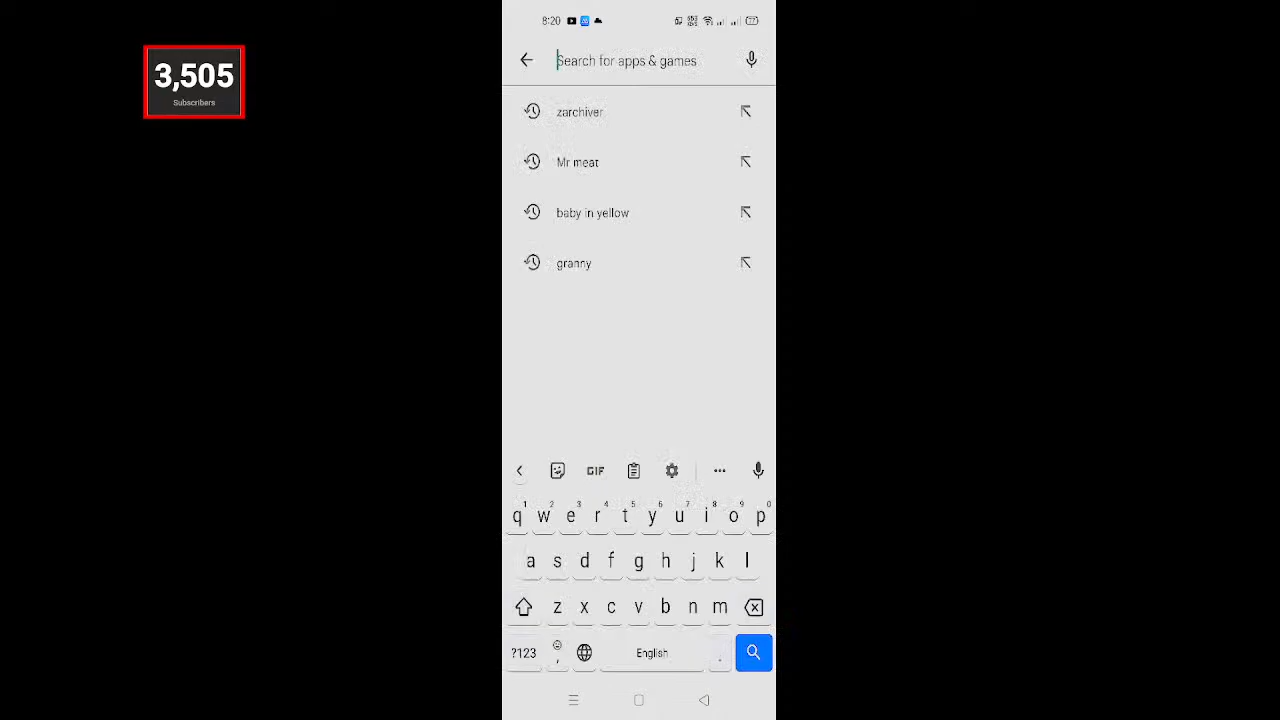 3,505
Subscribers
8:20
Search for apps & games
zarchiver
Mr meat
baby in yellow
granny
GIF
1 2 3 4 5 6 7 8 9 0
q w e r t y u i o p
a s d f g h j k l
z x c v b n m
?123 , English .